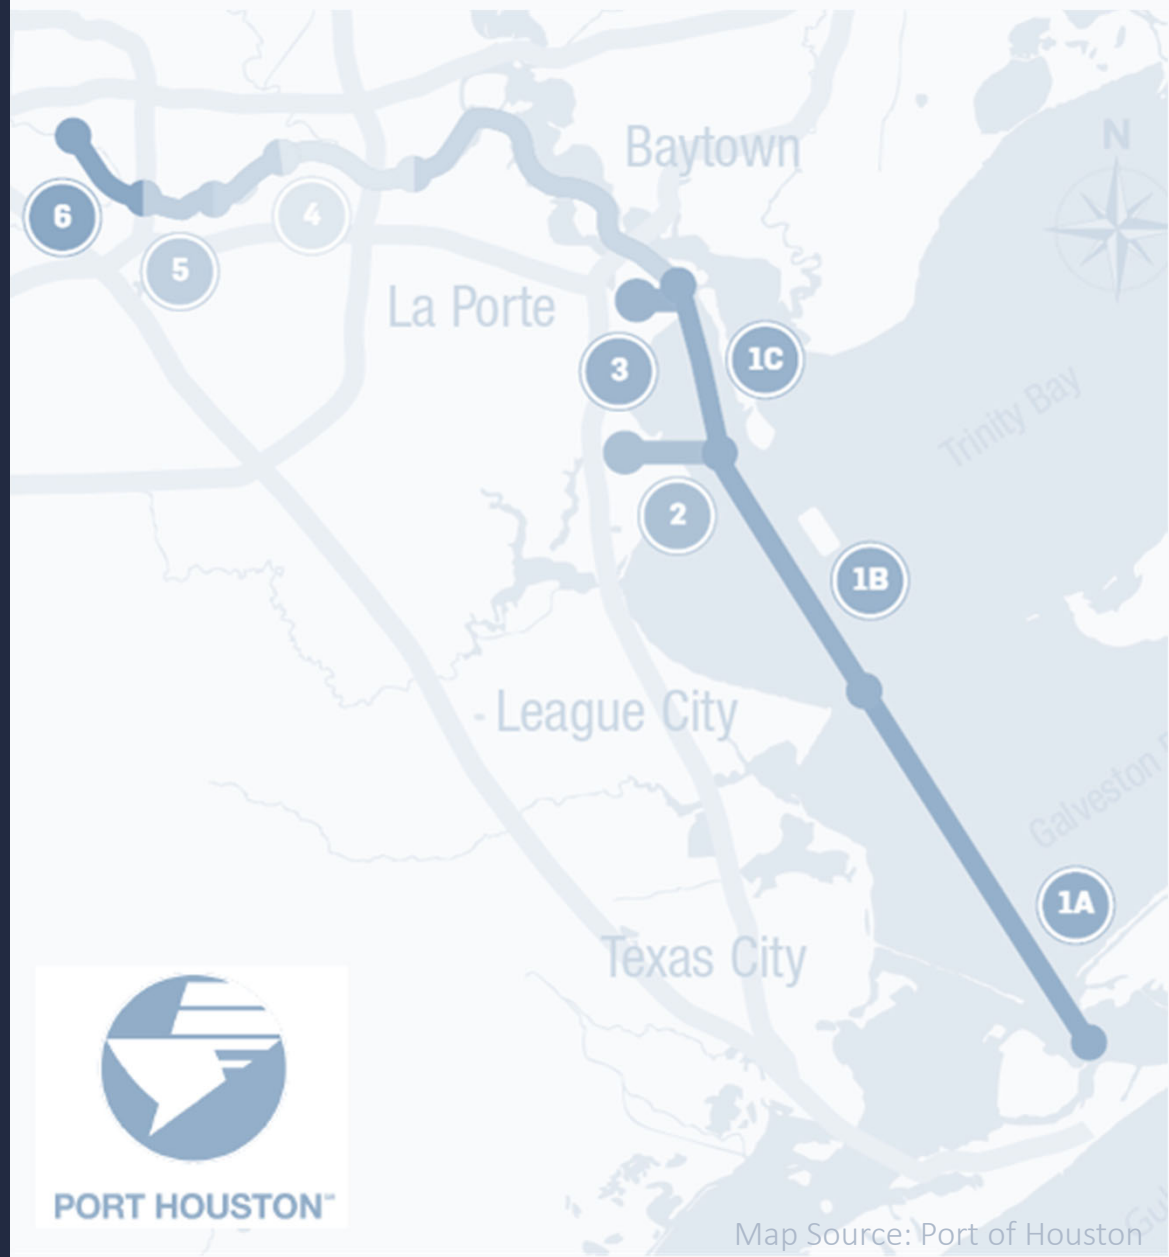 N
Baytown
6
4
5
La Porte
3
1C
Trinity Bay
2
1B
League City
Galveston
1A
Texas City
PORT HOUSTON℠
Map Source: Port of Houston